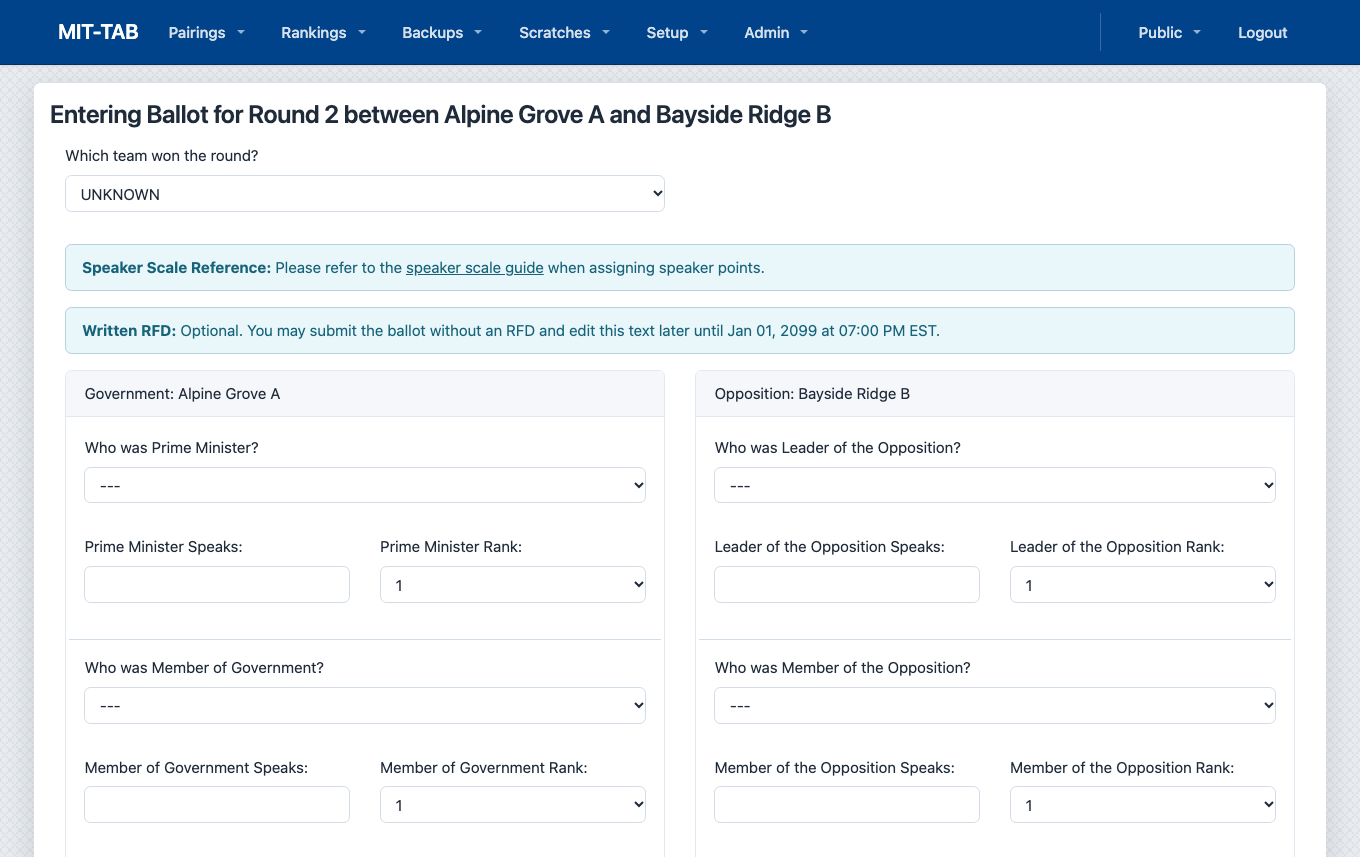 MIT-TAB Pairings Rankings Backups Scratches Setup Admin Public Logout
Entering Ballot for Round 2 between Alpine Grove A and Bayside Ridge B
Which team won the round?
UNKNOWN
Speaker Scale Reference: Please refer to the speaker scale guide when assigning speaker points.
Written RFD: Optional. You may submit the ballot without an RFD and edit this text later until Jan 01, 2099 at 07:00 PM EST.
Government: Alpine Grove A
Who was Prime Minister?
---
Prime Minister Speaks: Prime Minister Rank:
1
Who was Member of Government?
---
Member of Government Speaks: Member of Government Rank:
1
Opposition: Bayside Ridge B
Who was Leader of the Opposition?
---
Leader of the Opposition Speaks: Leader of the Opposition Rank:
1
Who was Member of the Opposition?
---
Member of the Opposition Speaks: Member of the Opposition Rank:
1